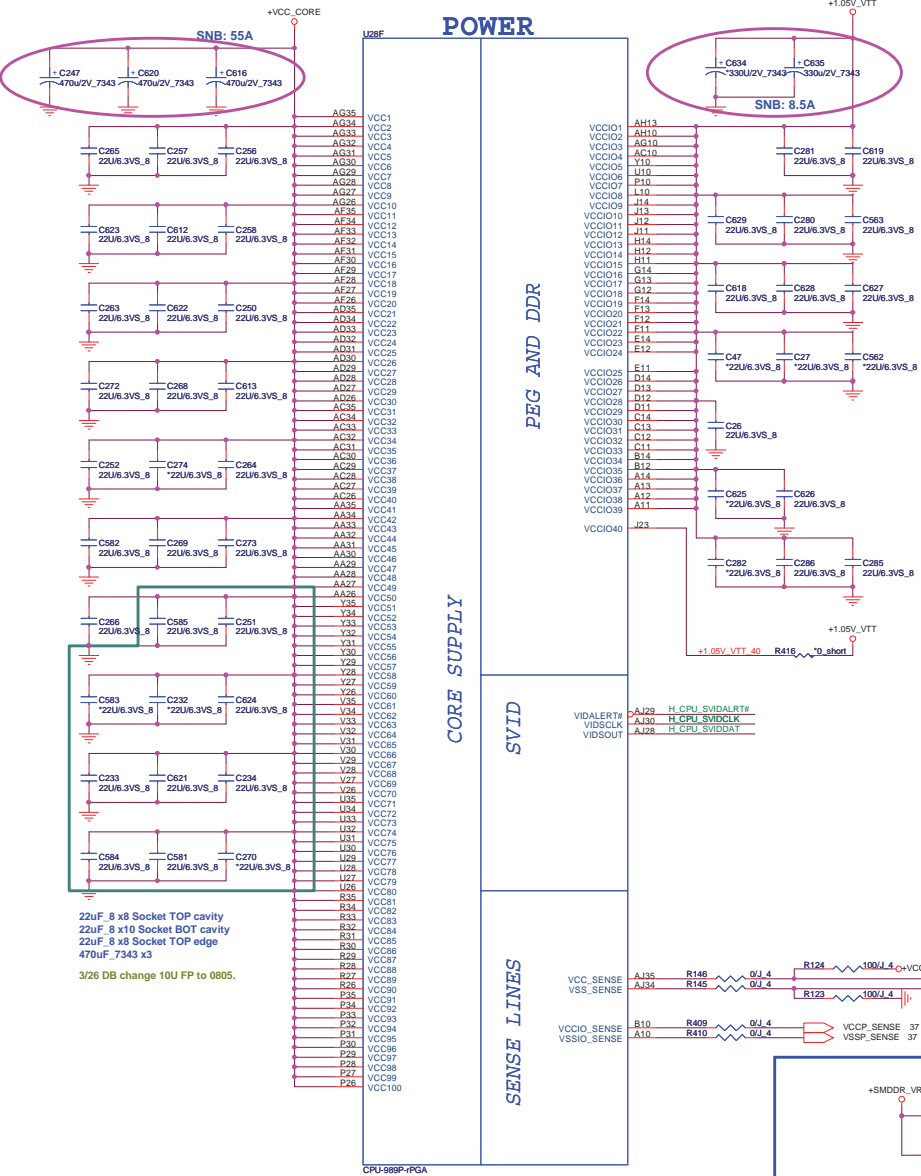 POWER
+VCC_CORE
SNB: 55A
U28F
+1.05V_VTT
C247
470u/2V_7343
C620
470u/2V_7343
C616
470u/2V_7343
C634
*330U/2V_7343
C635
330u/2V_7343
SNB: 8.5A
C265
22U/6.3VS_8
C257
22U/6.3VS_8
C256
22U/6.3VS_8
C623
22U/6.3VS_8
C612
22U/6.3VS_8
C258
22U/6.3VS_8
C263
22U/6.3VS_8
C622
22U/6.3VS_8
C250
22U/6.3VS_8
C272
22U/6.3VS_8
C268
22U/6.3VS_8
C613
22U/6.3VS_8
C252
22U/6.3VS_8
C274
*22U/6.3VS_8
C264
22U/6.3VS_8
C582
22U/6.3VS_8
C269
22U/6.3VS_8
C273
22U/6.3VS_8
C266
22U/6.3VS_8
C585
22U/6.3VS_8
C251
22U/6.3VS_8
C583
*22U/6.3VS_8
C232
*22U/6.3VS_8
C624
22U/6.3VS_8
C233
22U/6.3VS_8
C621
22U/6.3VS_8
C234
22U/6.3VS_8
C584
22U/6.3VS_8
C581
22U/6.3VS_8
C270
*22U/6.3VS_8
22uF_8 x8 Socket TOP cavity
22uF_8 x10 Socket BOT cavity
22uF_8 x8 Socket TOP edge
470uF_7343 x3
3/26 DB change 10U FP to 0805.
AG35 VCC1
AG34 VCC2
AG33 VCC3
AG32 VCC4
AG31 VCC5
AG30 VCC6
AG29 VCC7
AG28 VCC8
AG27 VCC9
AG26 VCC10
AF35 VCC11
AF34 VCC12
AF33 VCC13
AF32 VCC14
AF31 VCC15
AF30 VCC16
AF29 VCC17
AF28 VCC18
AF27 VCC19
AF26 VCC20
AD35 VCC21
AD34 VCC22
AD33 VCC23
AD32 VCC24
AD31 VCC25
AD30 VCC26
AD29 VCC27
AD28 VCC28
AD27 VCC29
AD26 VCC30
AC35 VCC31
AC34 VCC32
AC33 VCC33
AC32 VCC34
AC31 VCC35
AC30 VCC36
AC29 VCC37
AC28 VCC38
AC27 VCC39
AC26 VCC40
AA35 VCC41
AA34 VCC42
AA33 VCC43
AA32 VCC44
AA31 VCC45
AA30 VCC46
AA29 VCC47
AA28 VCC48
AA27 VCC49
AA26 VCC50
Y35 VCC51
Y34 VCC52
Y33 VCC53
Y32 VCC54
Y31 VCC55
Y30 VCC56
Y29 VCC57
Y28 VCC58
Y27 VCC59
Y26 VCC60
V35 VCC61
V34 VCC62
V33 VCC63
V32 VCC64
V31 VCC65
V30 VCC66
V29 VCC67
V28 VCC68
V27 VCC69
V26 VCC70
U35 VCC71
U34 VCC72
U33 VCC73
U32 VCC74
U31 VCC75
U30 VCC76
U29 VCC77
U28 VCC78
U27 VCC79
U26 VCC80
R35 VCC81
R34 VCC82
R33 VCC83
R32 VCC84
R31 VCC85
R30 VCC86
R29 VCC87
R28 VCC88
R27 VCC89
R26 VCC90
P35 VCC91
P34 VCC92
P33 VCC93
P32 VCC94
P31 VCC95
P30 VCC96
P29 VCC97
P28 VCC98
P27 VCC99
P26 VCC100
CORE SUPPLY
PEG AND DDR
SVID
SENSE LINES
VCCIO1 AH13
VCCIO2 AH10
VCCIO3 AG10
VCCIO4 AC10
VCCIO5 Y10
VCCIO6 U10
VCCIO7 P10
VCCIO8 L10
VCCIO9 J14
VCCIO10 J13
VCCIO11 J12
VCCIO12 J11
VCCIO13 H14
VCCIO14 H12
VCCIO15 H11
VCCIO16 G14
VCCIO17 G13
VCCIO18 G12
VCCIO19 F14
VCCIO20 F13
VCCIO21 F12
VCCIO22 F11
VCCIO23 E14
VCCIO24 E12
VCCIO25 E11
VCCIO26 D14
VCCIO27 D13
VCCIO28 D12
VCCIO29 D11
VCCIO30 C14
VCCIO31 C13
VCCIO32 C12
VCCIO33 C11
VCCIO34 B14
VCCIO35 B12
VCCIO36 A14
VCCIO37 A13
VCCIO38 A12
VCCIO39 A11
VCCIO40 J23
C281
22U/6.3VS_8
C619
22U/6.3VS_8
C629
22U/6.3VS_8
C280
22U/6.3VS_8
C563
22U/6.3VS_8
C618
22U/6.3VS_8
C628
22U/6.3VS_8
C627
22U/6.3VS_8
C47
*22U/6.3VS_8
C27
*22U/6.3VS_8
C562
*22U/6.3VS_8
C26
22U/6.3VS_8
C625
*22U/6.3VS_8
C626
22U/6.3VS_8
C282
*22U/6.3VS_8
C286
22U/6.3VS_8
C285
22U/6.3VS_8
+1.05V_VTT
+1.05V_VTT_40 R416 *0_short
VIDALERT# AJ29 H_CPU_SVIDALRT#
VIDSCLK AJ30 H_CPU_SVIDCLK
VIDSOUT AJ28 H_CPU_SVIDDAT
R124 100/J_4 +VCC
VCC_SENSE AJ35 R146 0/J_4
VSS_SENSE AJ34 R145 0/J_4
R123 100/J_4
VCCIO_SENSE B10 R409 0/J_4 VCCP_SENSE 37
VSSIO_SENSE A10 R410 0/J_4 VSSP_SENSE 37
+SMDDR_VR
CPU-989P-rPGA